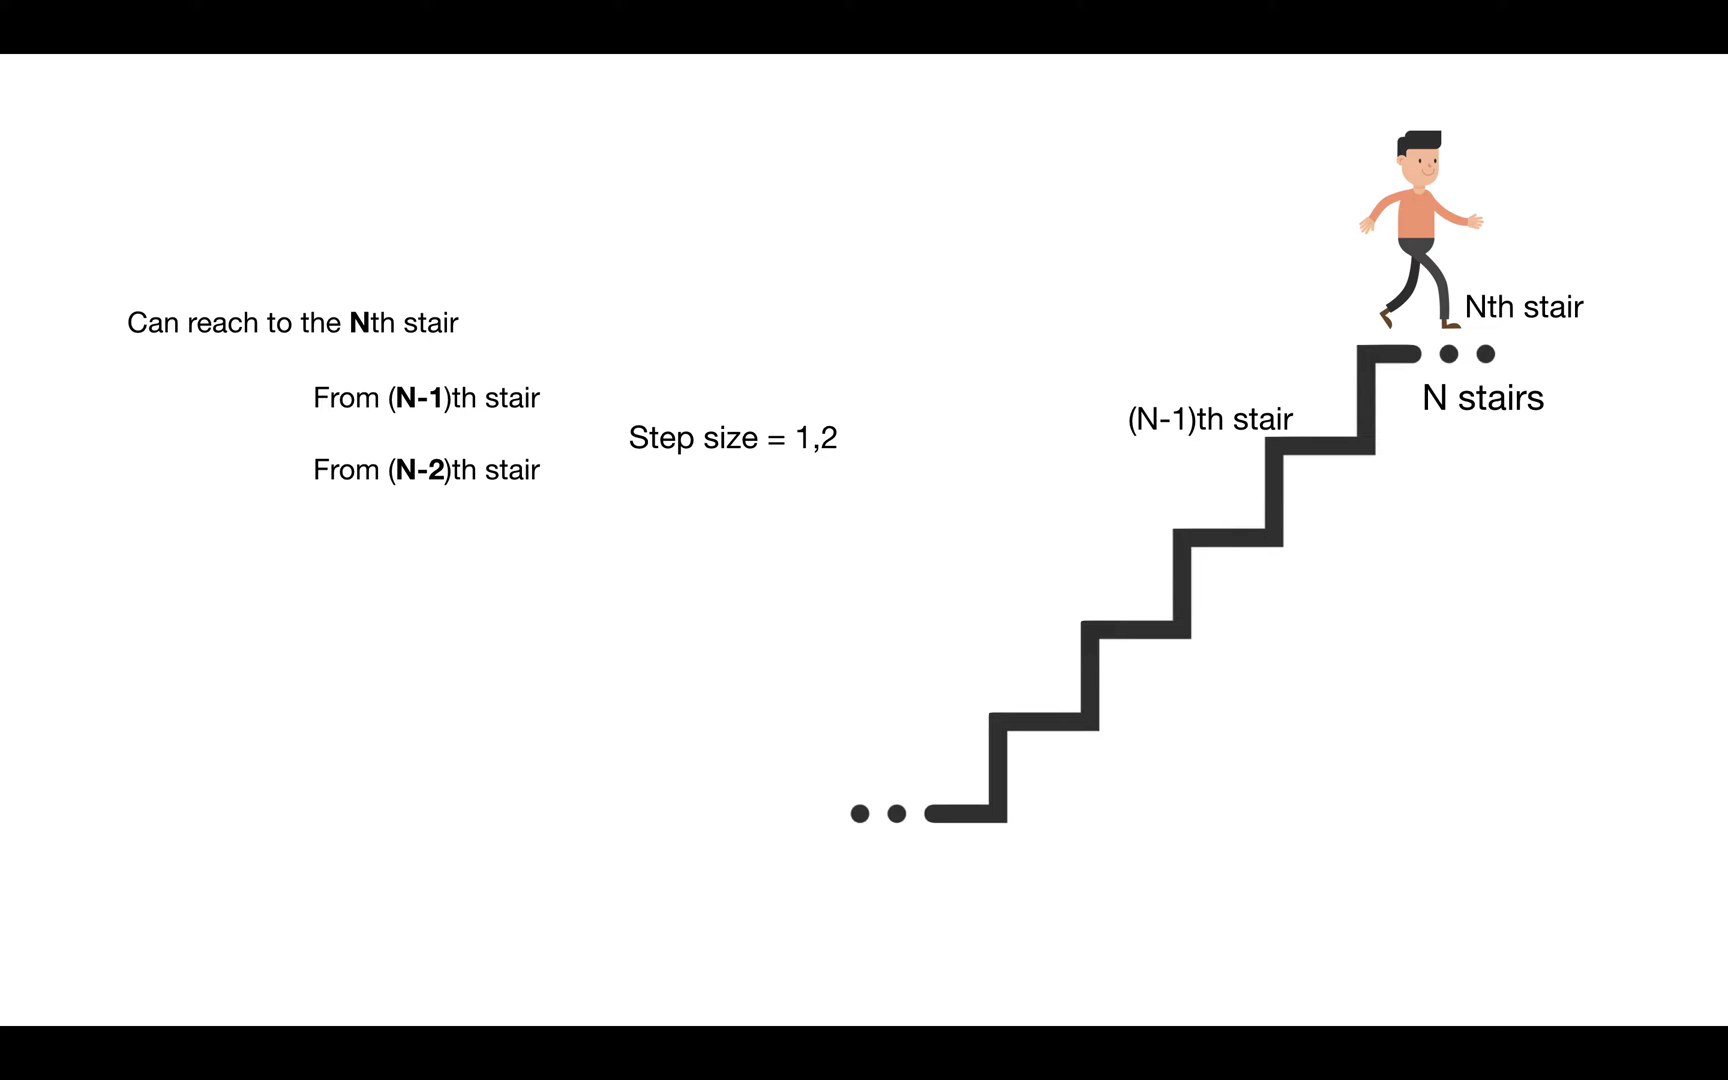 Can reach to the Nth stair
From (N-1)th stair
From (N-2)th stair
Step size = 1,2
Nth stair
N stairs
(N-1)th stair